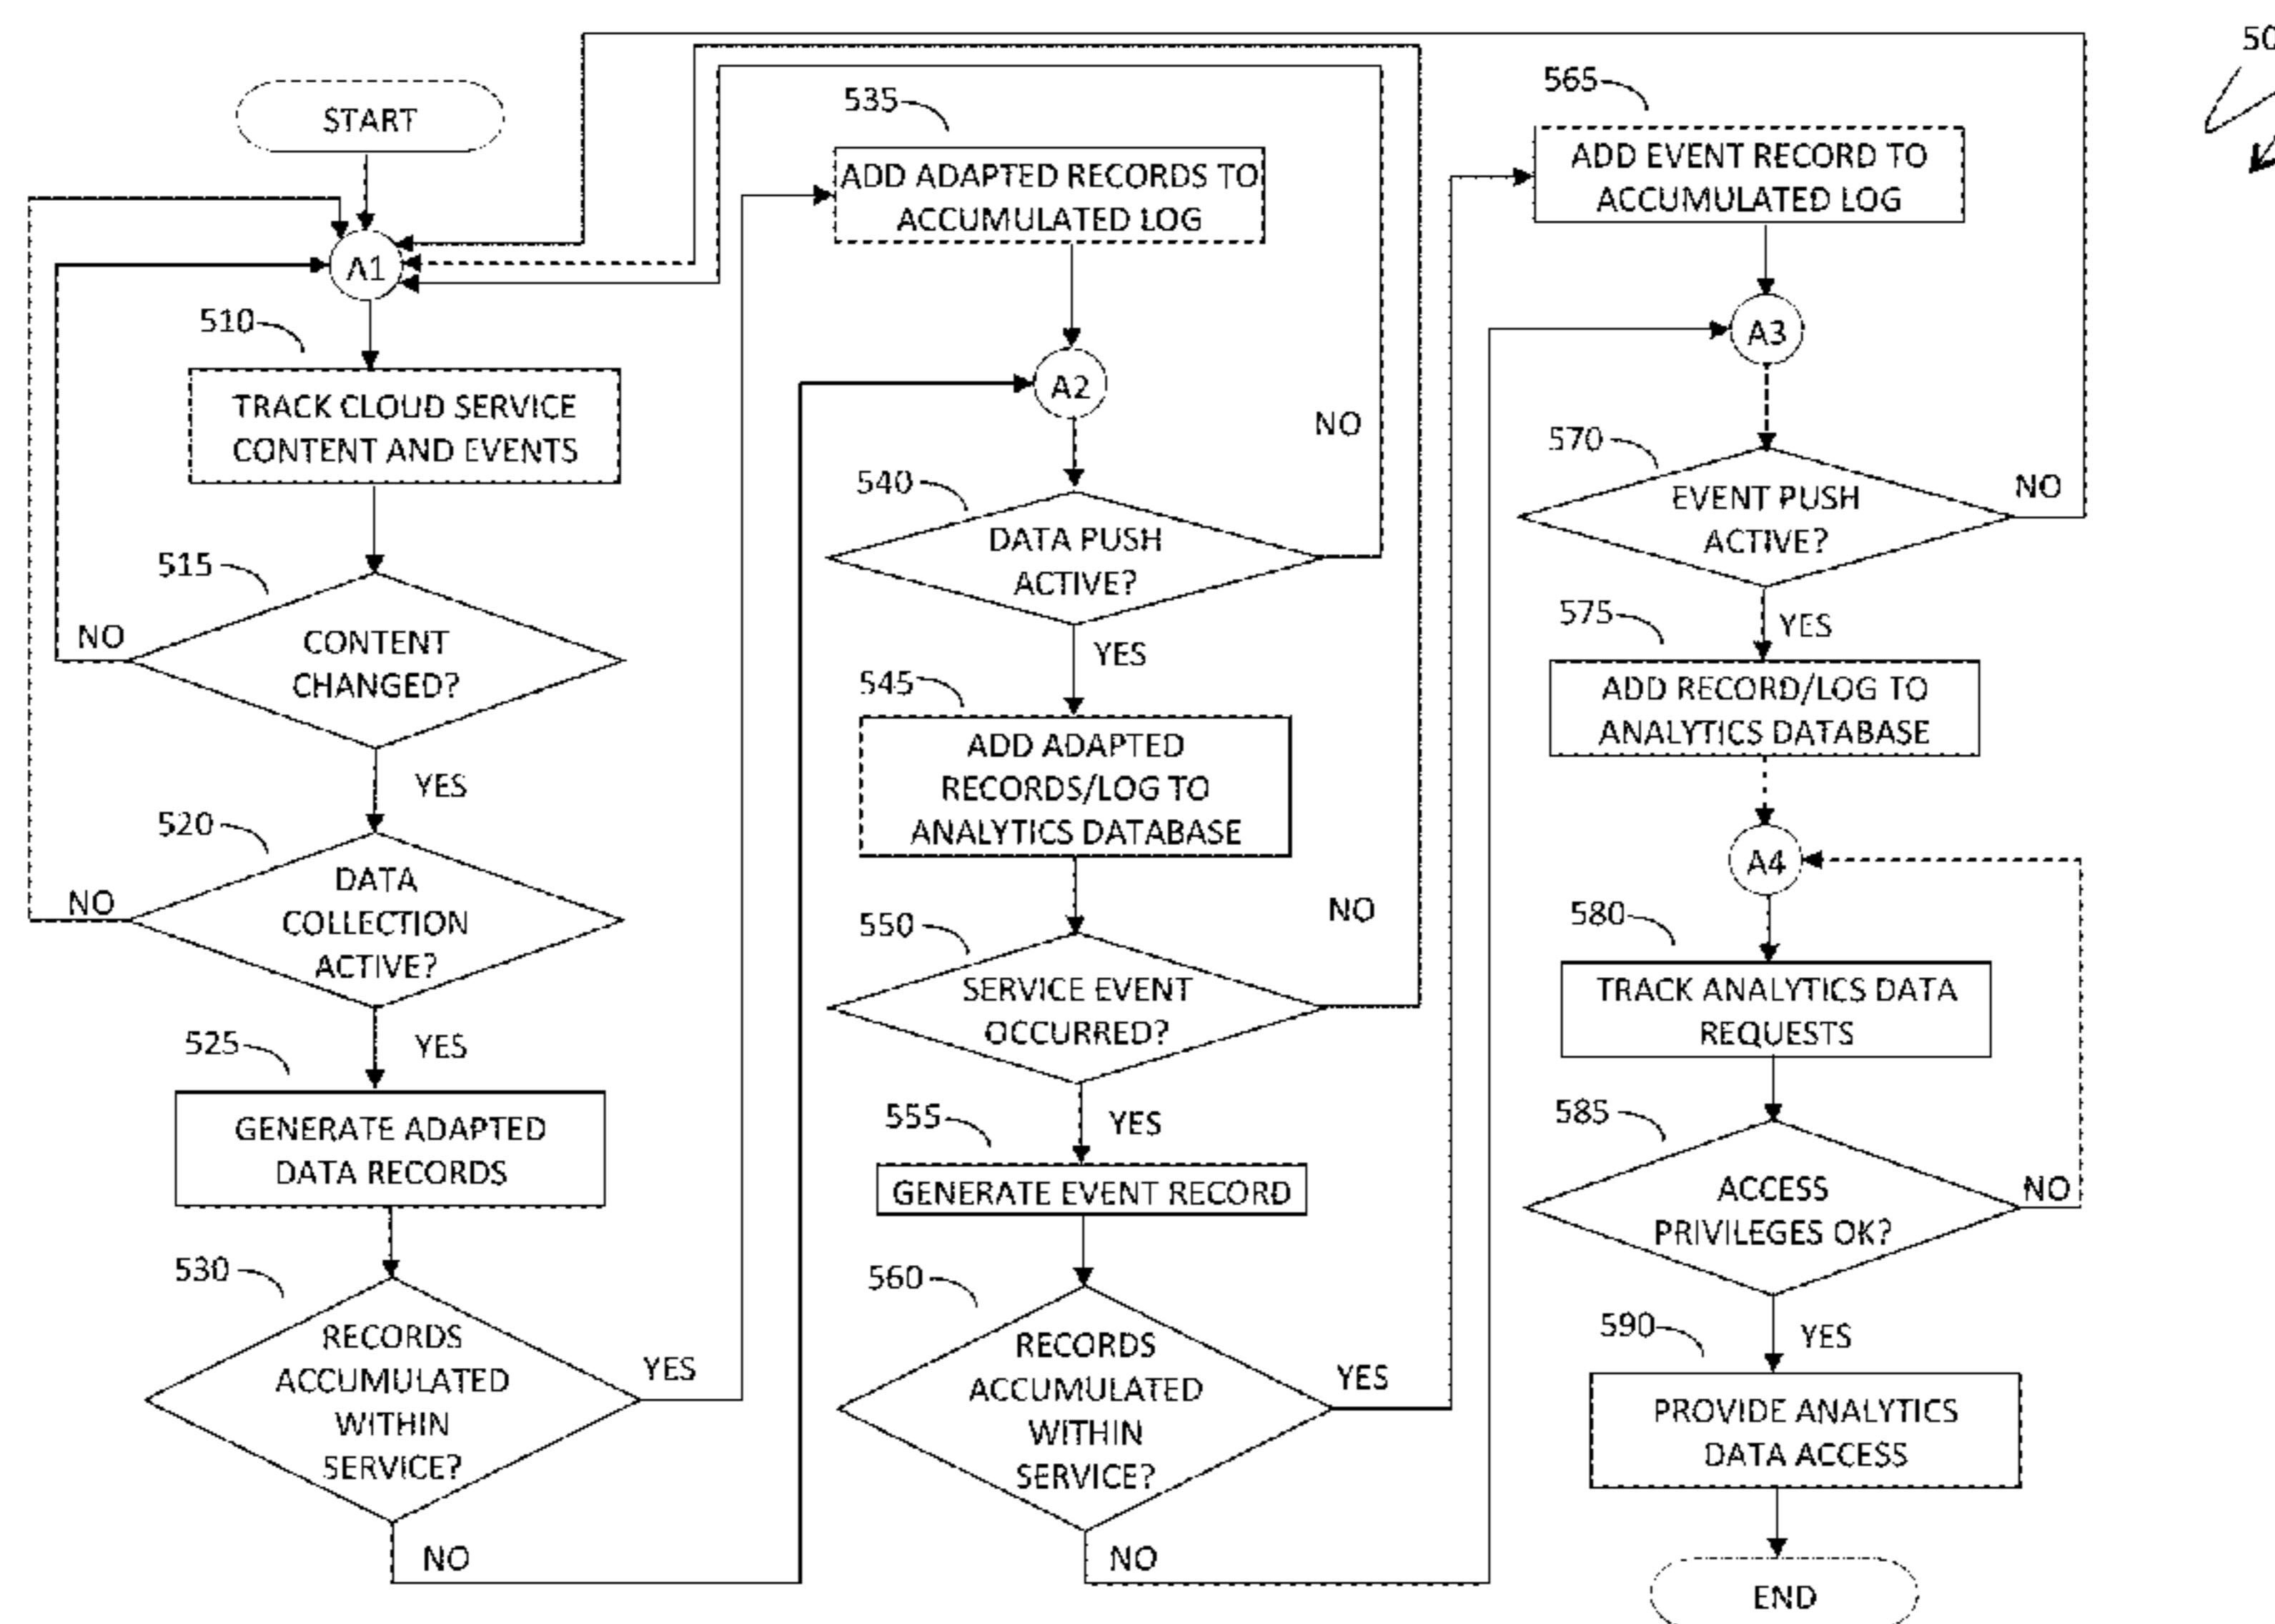 START
A1
510
TRACK CLOUD SERVICE
CONTENT AND EVENTS
515
CONTENT
CHANGED?
NO
YES
520
DATA
COLLECTION
ACTIVE?
NO
YES
525
GENERATE ADAPTED
DATA RECORDS
530
RECORDS
ACCUMULATED
WITHIN
SERVICE?
YES
NO
535
ADD ADAPTED RECORDS TO
ACCUMULATED LOG
A2
NO
540
DATA PUSH
ACTIVE?
YES
545
ADD ADAPTED
RECORDS/LOG TO
ANALYTICS DATABASE
NO
550
SERVICE EVENT
OCCURRED?
YES
555
GENERATE EVENT RECORD
560
RECORDS
ACCUMULATED
WITHIN
SERVICE?
YES
NO
565
ADD EVENT RECORD TO
ACCUMULATED LOG
A3
570
EVENT PUSH
ACTIVE?
NO
YES
575
ADD RECORD/LOG TO
ANALYTICS DATABASE
A4
580
TRACK ANALYTICS DATA
REQUESTS
585
ACCESS
PRIVILEGES OK?
NO
YES
590
PROVIDE ANALYTICS
DATA ACCESS
END